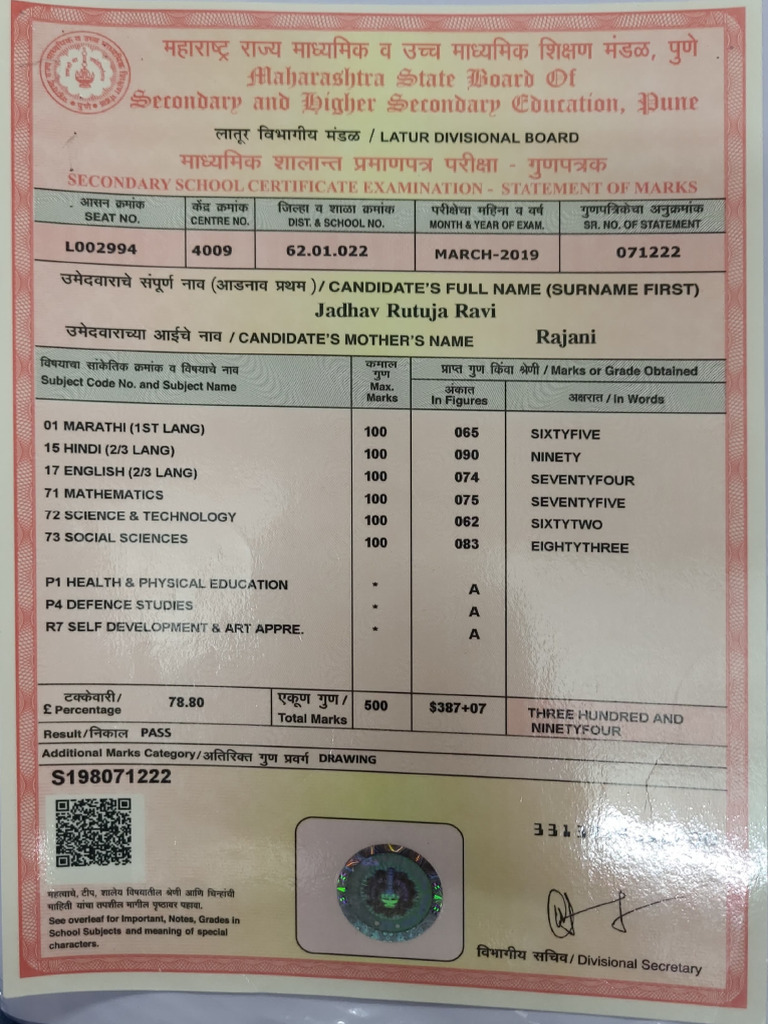 महाराष्ट्र राज्य माध्यमिक व उच्च माध्यमिक शिक्षण मंडळ, पुणे
Maharashtra State Board Of
Secondary and Higher Secondary Education, Pune
लातूर विभागीय मंडळ / LATUR DIVISIONAL BOARD
माध्यमिक शालान्त प्रमाणपत्र परीक्षा - गुणपत्रक
SECONDARY SCHOOL CERTIFICATE EXAMINATION - STATEMENT OF MARKS
आसन क्रमांक केंद्र क्रमांक जिल्हा व शाळा क्रमांक परीक्षेचा महिना व वर्ष गुणपत्रिकेचा अनुक्रमांक
SEAT NO. CENTRE NO. DIST. & SCHOOL NO. MONTH & YEAR OF EXAM. SR. NO. OF STATEMENT
L002994 4009 62.01.022 MARCH-2019 071222
उमेदवाराचे संपूर्ण नाव (आडनाव प्रथम )/ CANDIDATE'S FULL NAME (SURNAME FIRST)
Jadhav Rutuja Ravi
उमेदवाराच्या आईचे नाव / CANDIDATE'S MOTHER'S NAME Rajani
विषयाचा सांकेतिक क्रमांक व विषयाचे नाव
Subject Code No. and Subject Name
कमाल
गुण
Max.
Marks
प्राप्त गुण किंवा श्रेणी / Marks or Grade Obtained
अंकात
In Figures
अक्षरात / In Words
01 MARATHI (1ST LANG) 100 065 SIXTYFIVE
15 HINDI (2/3 LANG) 100 090 NINETY
17 ENGLISH (2/3 LANG) 100 074 SEVENTYFOUR
71 MATHEMATICS 100 075 SEVENTYFIVE
72 SCIENCE & TECHNOLOGY 100 062 SIXTYTWO
73 SOCIAL SCIENCES 100 083 EIGHTYTHREE
P1 HEALTH & PHYSICAL EDUCATION * A
P4 DEFENCE STUDIES * A
R7 SELF DEVELOPMENT & ART APPRE. * A
टक्केवारी/
£ Percentage
78.80
एकूण गुण /
Total Marks
500
$387+07
THREE HUNDRED AND
NINETYFOUR
Result/निकाल PASS
Additional Marks Category/अतिरिक्त गुण प्रवर्ग DRAWING
S198071222
महत्वाचे, टीप, शालेय विषयातील श्रेणी आणि चिन्हांची
माहिती यांचा तपशील मागील पृष्ठावर पहावा.
See overleaf for Important, Notes, Grades in
School Subjects and meaning of special
characters.
विभागीय सचिव/ Divisional Secretary